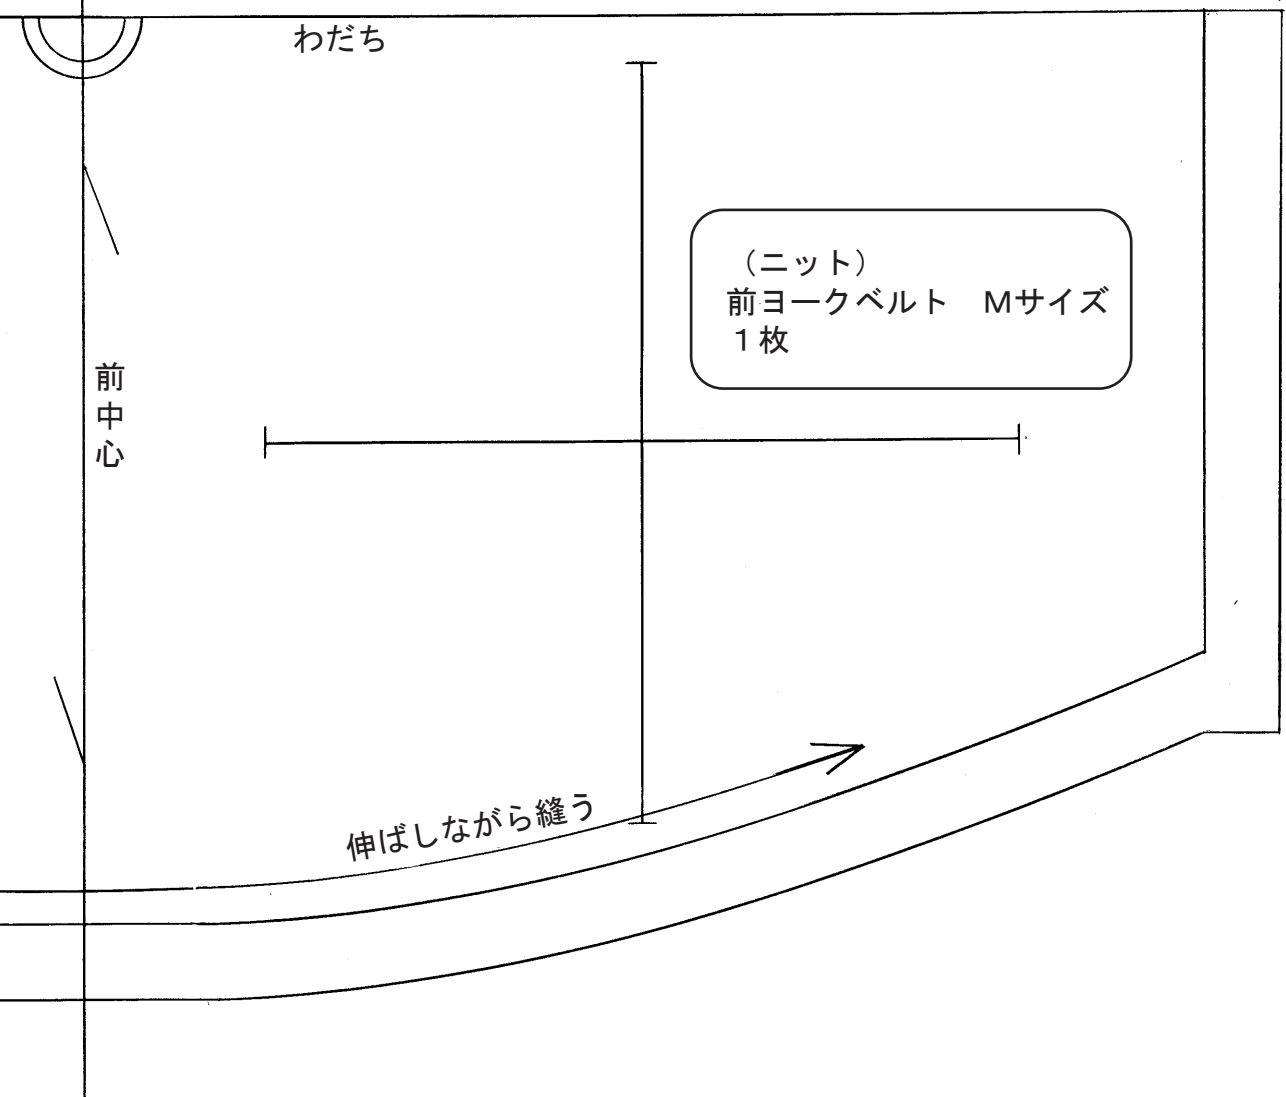 わだち
（ニット）
前ヨークベルト　Ｍサイズ
１枚
前中心
伸ばしながら縫う